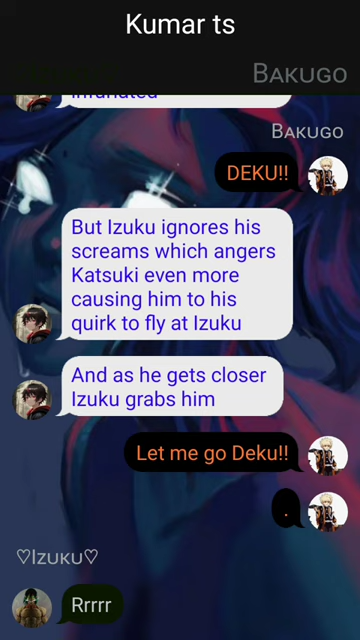 Kumar ts
Bakugo
infuriated
Bakugo
DEKU!!
But Izuku ignores his
screams which angers
Katsuki even more
causing him to his
quirk to fly at Izuku
And as he gets closer
Izuku grabs him
Let me go Deku!!
.
♡Izuku♡
Rrrrr